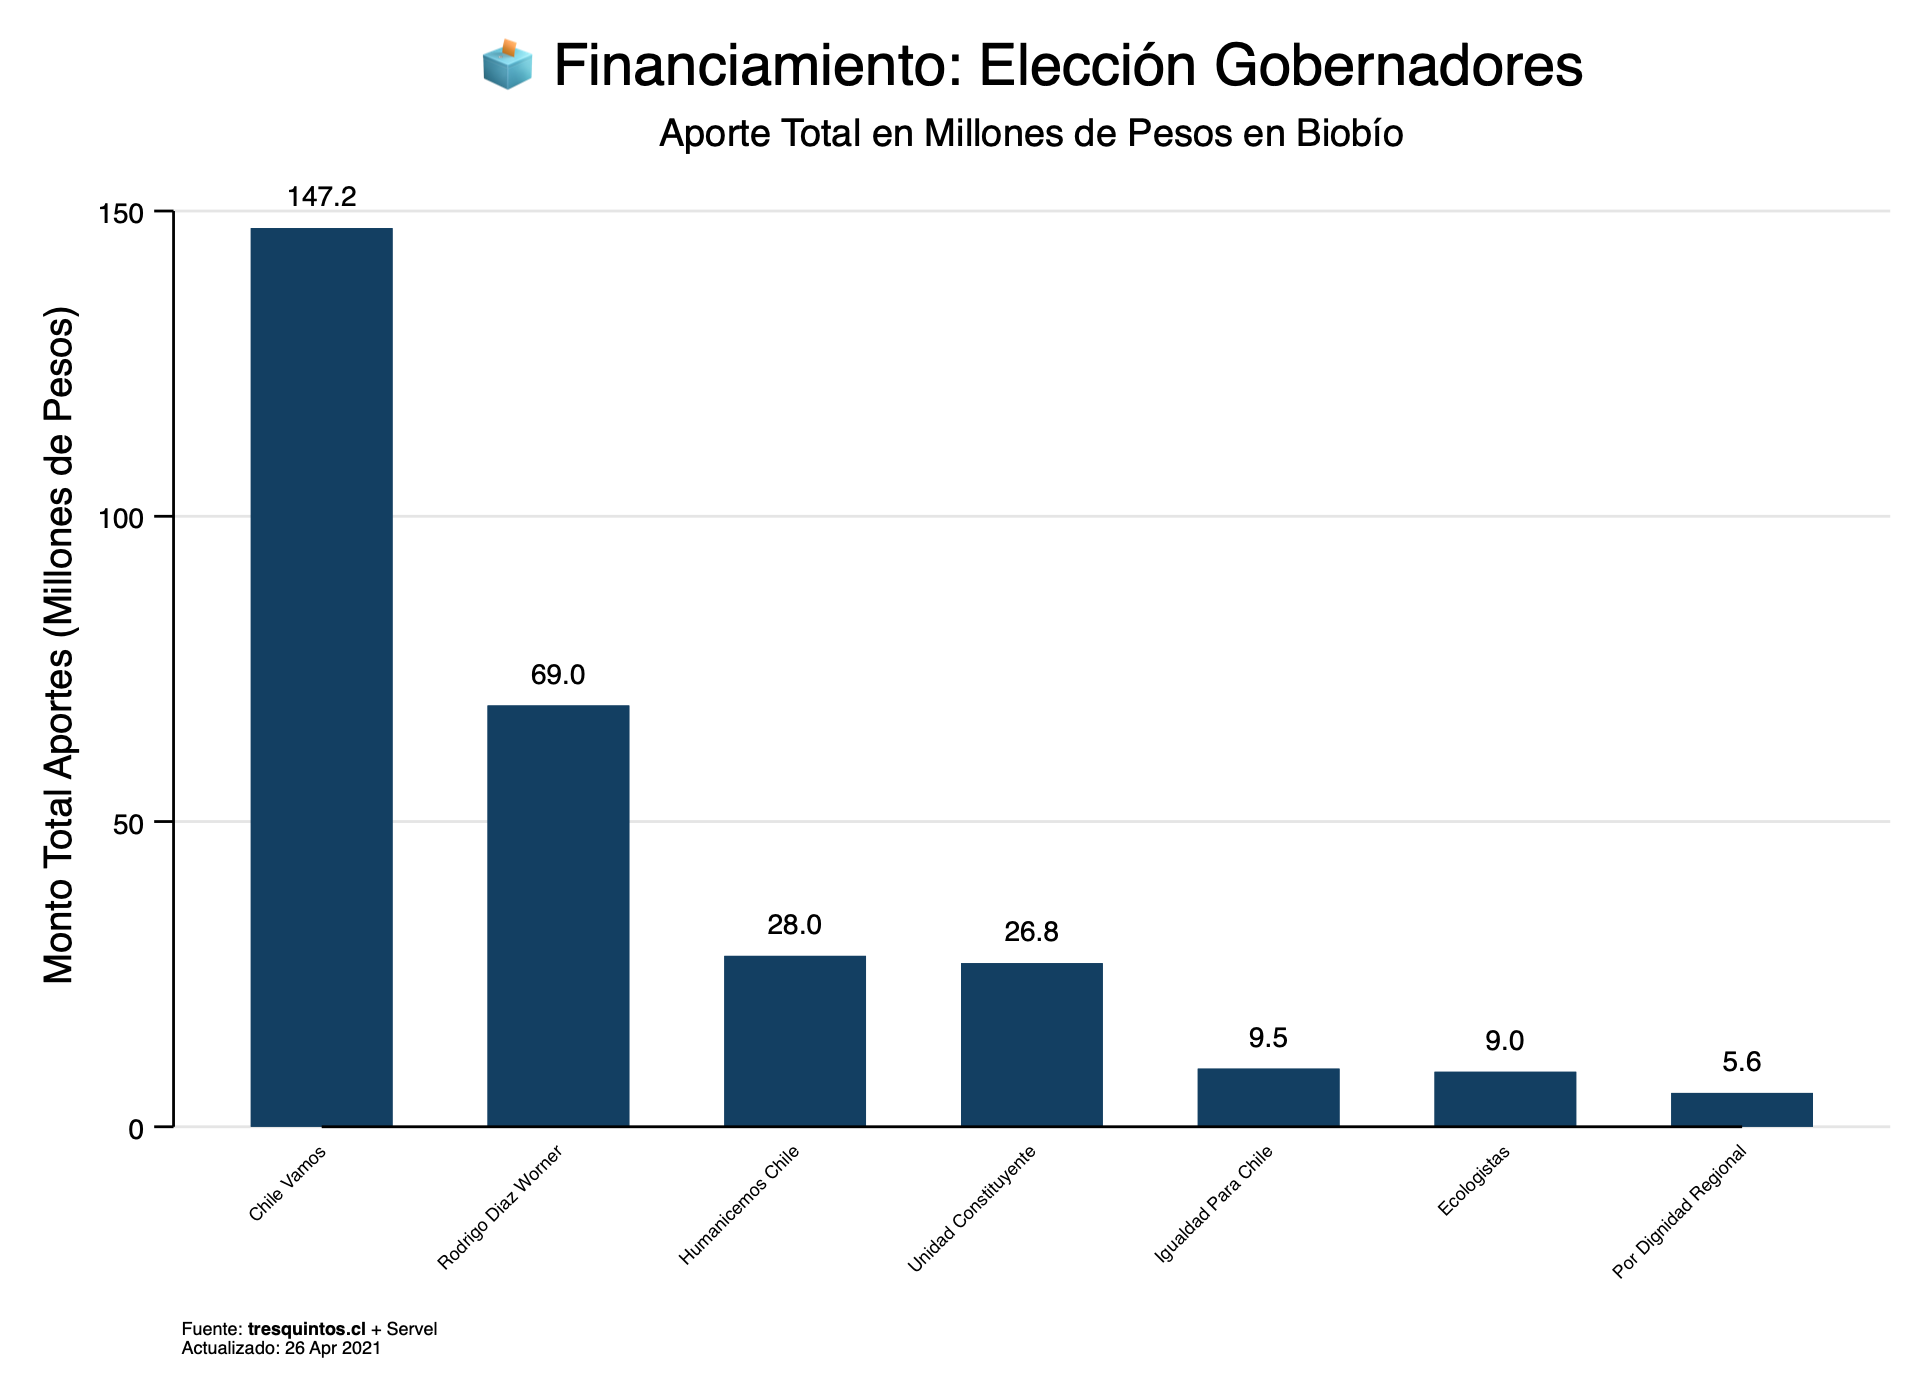 Financiamiento: Elección Gobernadores
Aporte Total en Millones de Pesos en Biobío
Monto Total Aportes (Millones de Pesos)
150
100
50
0
147.2
69.0
28.0
26.8
9.5
9.0
5.6
Chile Vamos
Rodrigo Diaz Worner
Humanicemos Chile
Unidad Constituyente
Igualdad Para Chile
Ecologistas
Por Dignidad Regional
Fuente: tresquintos.cl + Servel
Actualizado: 26 Apr 2021